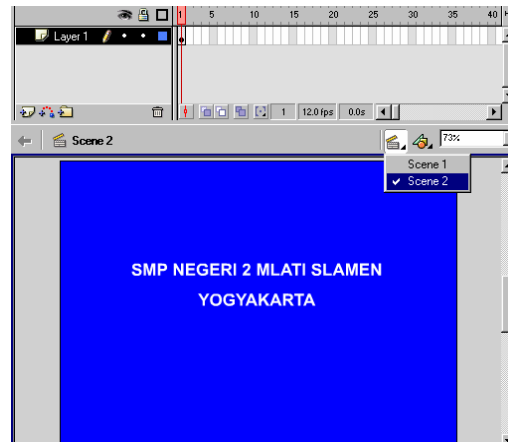 1 5 10 15 20 25 30 35 40
Layer 1
1 12.0 fps 0.0s
Scene 2 73%
Scene 1
Scene 2
SMP NEGERI 2 MLATI SLAMEN
YOGYAKARTA